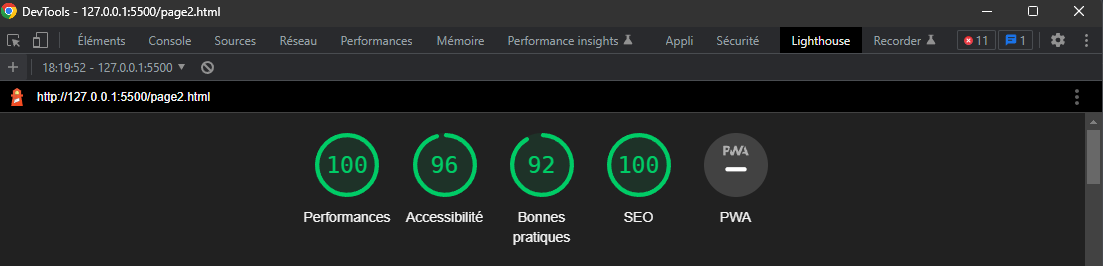 DevTools - 127.0.0.1:5500/page2.html
Éléments Console Sources Réseau Performances Mémoire Performance insights Appli Sécurité Lighthouse Recorder 11 1
18:19:52 - 127.0.0.1:5500
http://127.0.0.1:5500/page2.html
100 96 92 100 PWA
Performances Accessibilité Bonnes pratiques SEO PWA